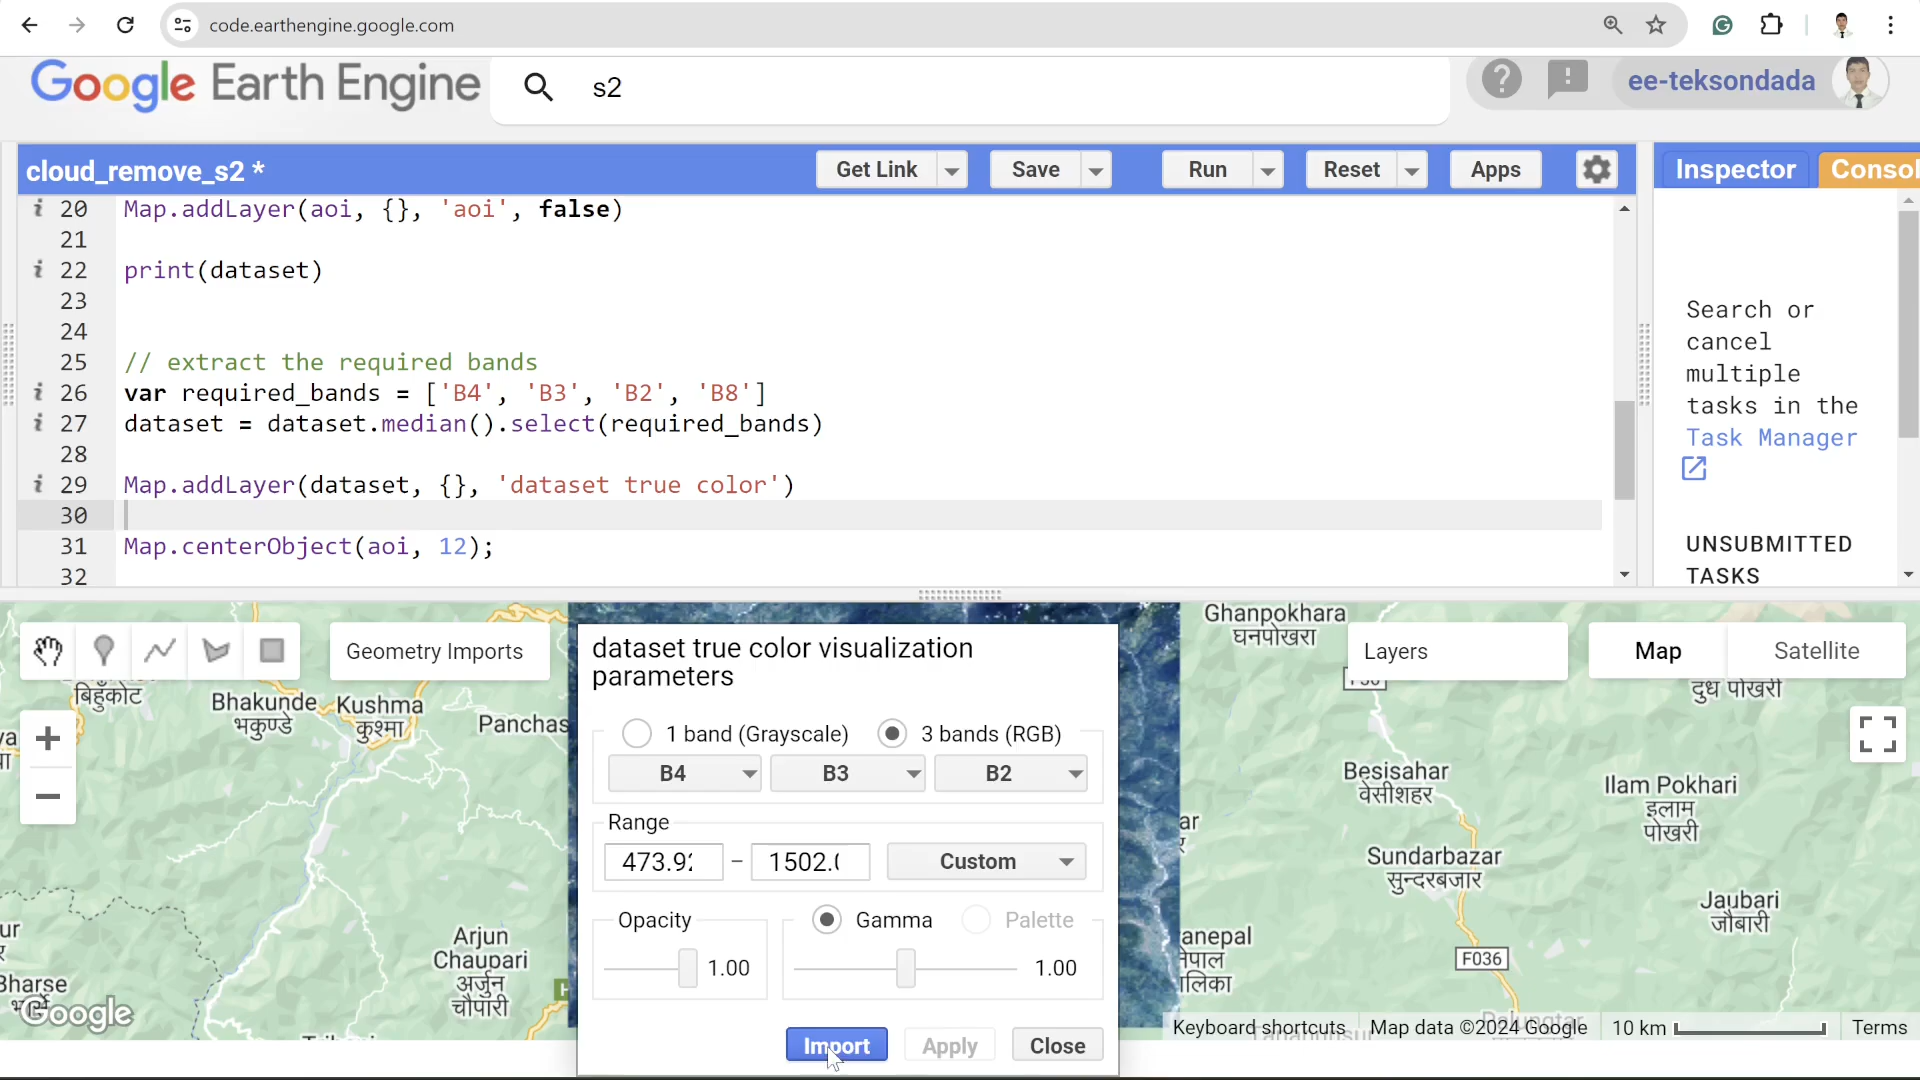 code.earthengine.google.com
Google Earth Engine
s2
ee-teksondada
cloud_remove_s2 *
Get Link
Save
Run
Reset
Apps
Inspector
Consol
i 20 Map.addLayer(aoi, {}, 'aoi', false)
21
i 22 print(dataset)
23
24
25 // extract the required bands
i 26 var required_bands = ['B4', 'B3', 'B2', 'B8']
i 27 dataset = dataset.median().select(required_bands)
28
i 29 Map.addLayer(dataset, {}, 'dataset true color')
30
31 Map.centerObject(aoi, 12);
32
Search or
cancel
multiple
tasks in the
Task Manager
UNSUBMITTED
TASKS
Geometry Imports
Layers
Map
Satellite
dataset true color visualization
parameters
1 band (Grayscale)
3 bands (RGB)
B4
B3
B2
Range
473.92
–
1502.0
Custom
Opacity
Gamma
Palette
1.00
1.00
Import
Apply
Close
बिहुँकोट
Bhakunde
भकुण्डे
Kushma
कुश्मा
Panchas
Arjun
Chaupari
अर्जुन
चौपारी
Bharse
Google
Ghanpokhara
घनपोखरा
दुध पोखरी
Besisahar
वेसीशहर
Ilam Pokhari
इलाम
पोखरी
Sundarbazar
सुन्दरबजार
Jaubari
जौबारी
anepal
नेपाल
लिका
F036
Keyboard shortcuts
Map data ©2024 Google
10 km
Terms